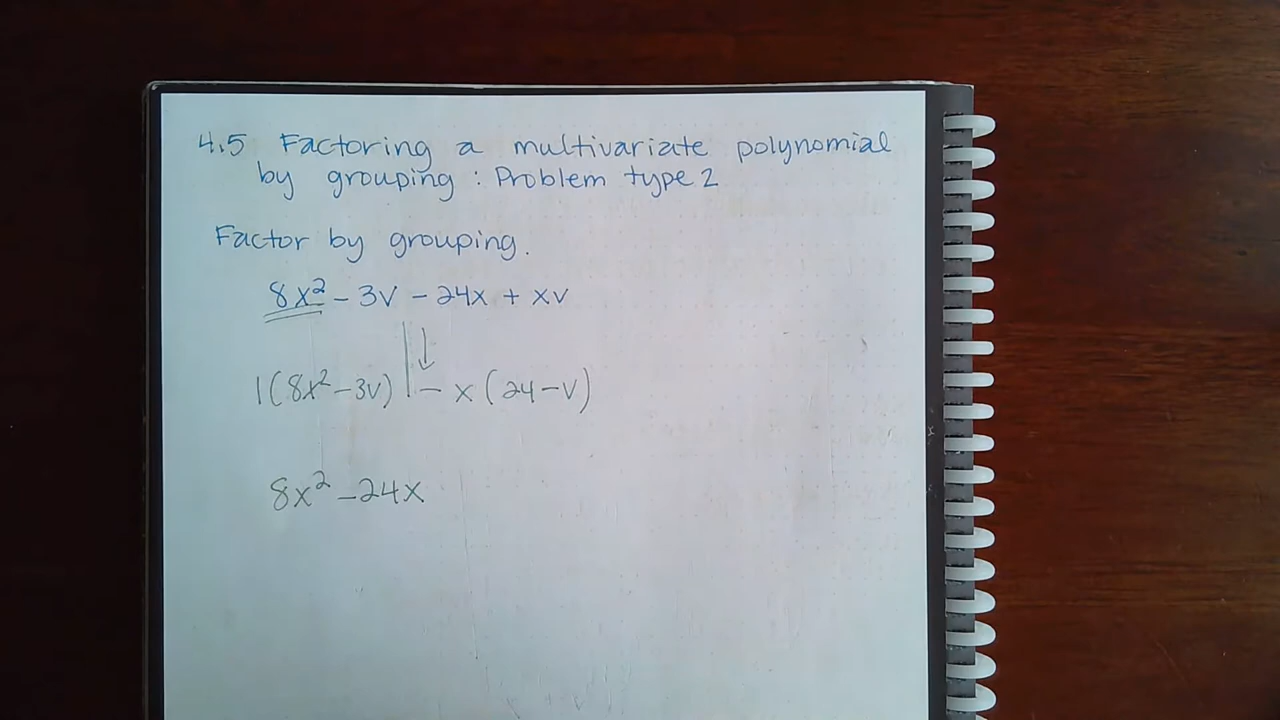 4.5 Factoring a multivariate polynomial
by grouping : Problem type 2
Factor by grouping.
8x² - 3v - 24x + xv
1(8x² - 3v) | - x (24 - v)
8x² - 24x